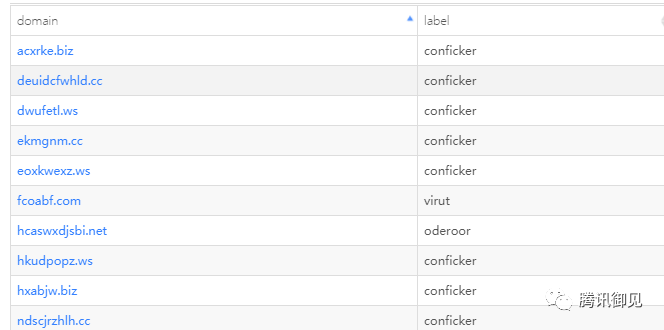 domain label
acxrke.biz conficker
deuidcfwhld.cc conficker
dwufetl.ws conficker
ekmgnm.cc conficker
eoxkwexz.ws conficker
fcoabf.com virut
hcaswxdjsbi.net oderoor
hkudpopz.ws conficker
hxabjw.biz conficker
腾讯御见
ndscjrzhlh.cc conficker